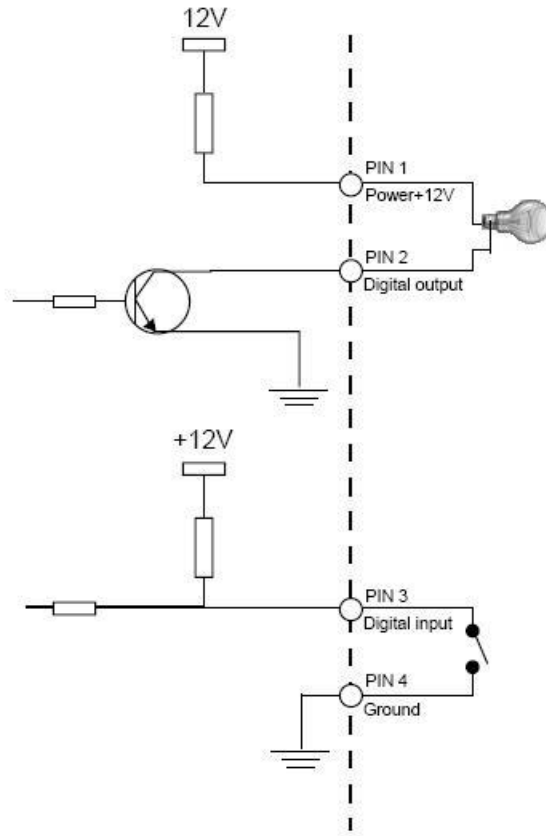 12V
PIN 1
Power+12V
PIN 2
Digital output
+12V
PIN 3
Digital input
PIN 4
Ground